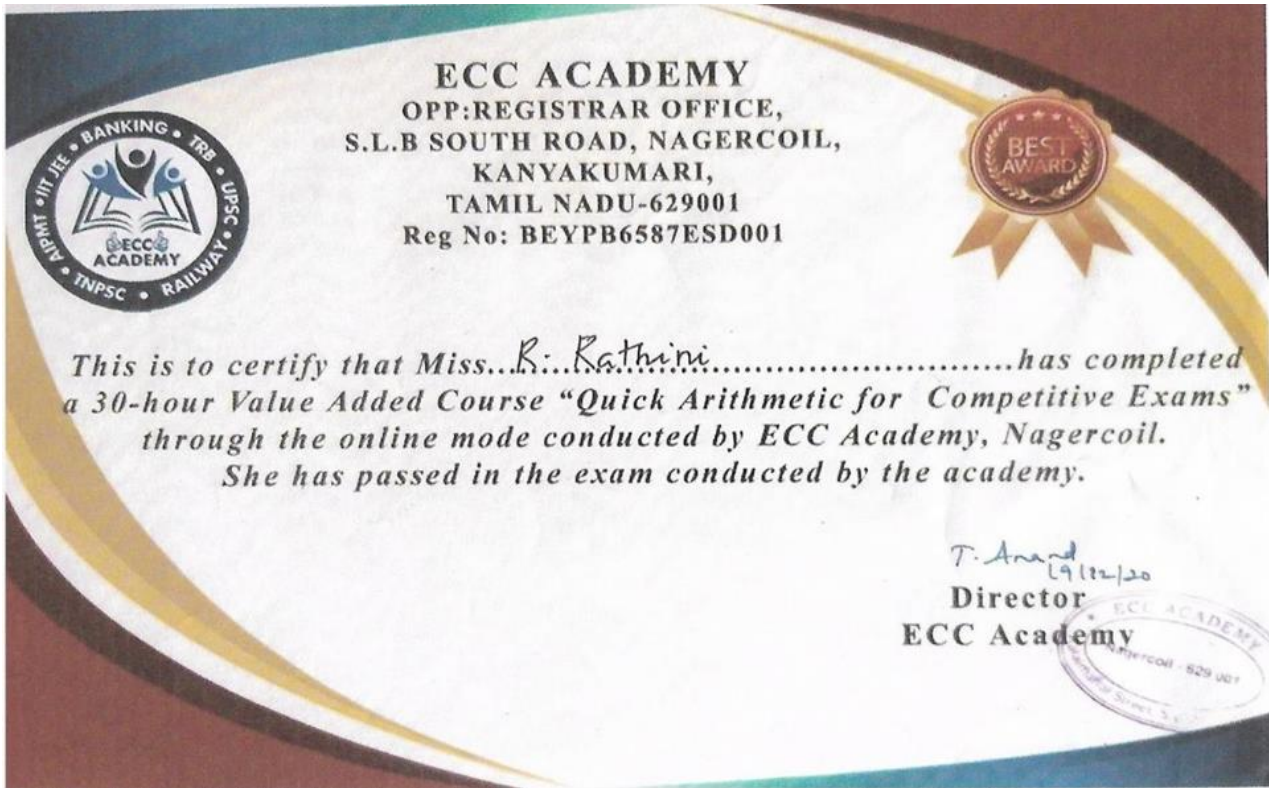 ECC ACADEMY
OPP:REGISTRAR OFFICE,
S.L.B SOUTH ROAD, NAGERCOIL,
KANYAKUMARI,
TAMIL NADU-629001
Reg No: BEYPB6587ESD001
AIPMT • IIT JEE • BANKING • TRB • UPSC • RAILWAY • TNPSC •
ECC
ACADEMY
BEST
AWARD
This is to certify that Miss...R. Rathini...has completed
a 30-hour Value Added Course “Quick Arithmetic for Competitive Exams”
through the online mode conducted by ECC Academy, Nagercoil.
She has passed in the exam conducted by the academy.
T. Anand
19/12/20
Director
ECC Academy
ECC ACADEMY
Nagercoil - 629 001
Street, S